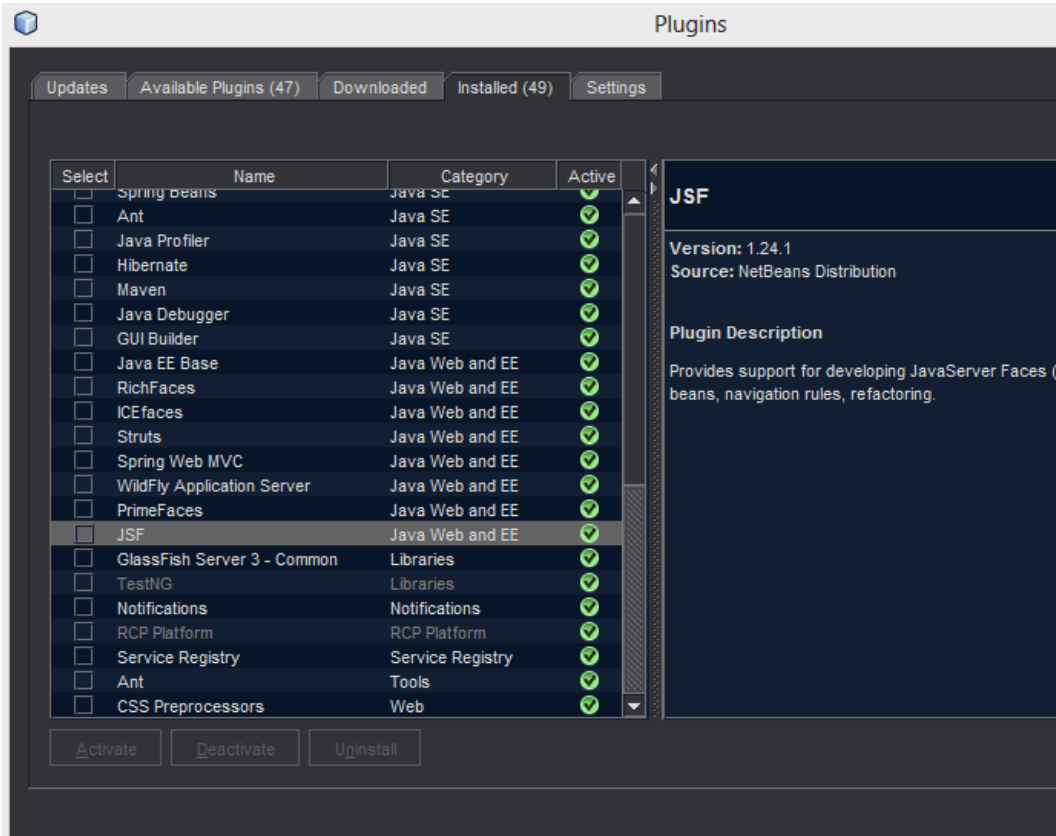 Plugins
Updates Available Plugins (47) Downloaded Installed (49) Settings
Select Name Category Active
Spring Beans Java SE
Ant Java SE
Java Profiler Java SE
Hibernate Java SE
Maven Java SE
Java Debugger Java SE
GUI Builder Java SE
Java EE Base Java Web and EE
RichFaces Java Web and EE
ICEfaces Java Web and EE
Struts Java Web and EE
Spring Web MVC Java Web and EE
WildFly Application Server Java Web and EE
PrimeFaces Java Web and EE
JSF Java Web and EE
GlassFish Server 3 - Common Libraries
TestNG Libraries
Notifications Notifications
RCP Platform RCP Platform
Service Registry Service Registry
Ant Tools
CSS Preprocessors Web
Activate Deactivate Uninstall
JSF
Version: 1.24.1
Source: NetBeans Distribution
Plugin Description
Provides support for developing JavaServer Faces (
beans, navigation rules, refactoring.